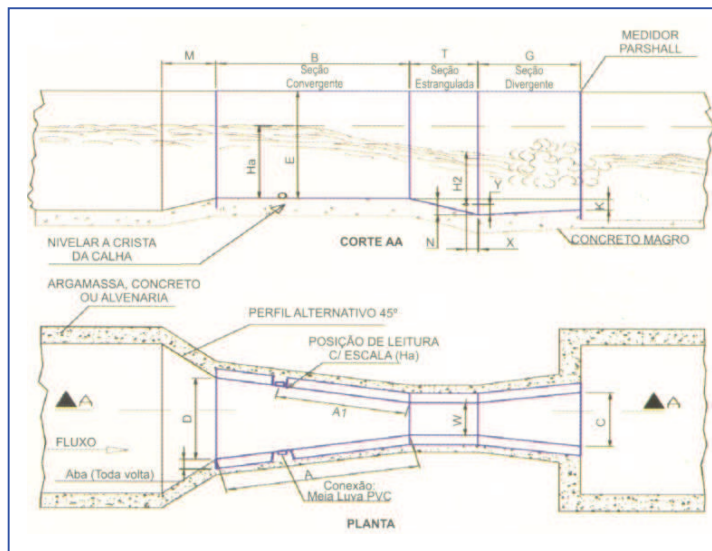 M
B
T
G
MEDIDOR
PARSHALL
Seção
Convergente
Seção
Estrangulada
Seção
Divergente
Ha
E
H2
Y
K
N
X
NIVELAR A CRISTA
DA CALHA
CORTE AA
CONCRETO MAGRO
ARGAMASSA, CONCRETO
OU ALVENARIA
PERFIL ALTERNATIVO 45º
POSIÇÃO DE LEITURA
C/ ESCALA (Ha)
A
A
A1
D
W
C
FLUXO
Aba (Toda volta)
A
Conexão:
Meia Luva PVC
PLANTA